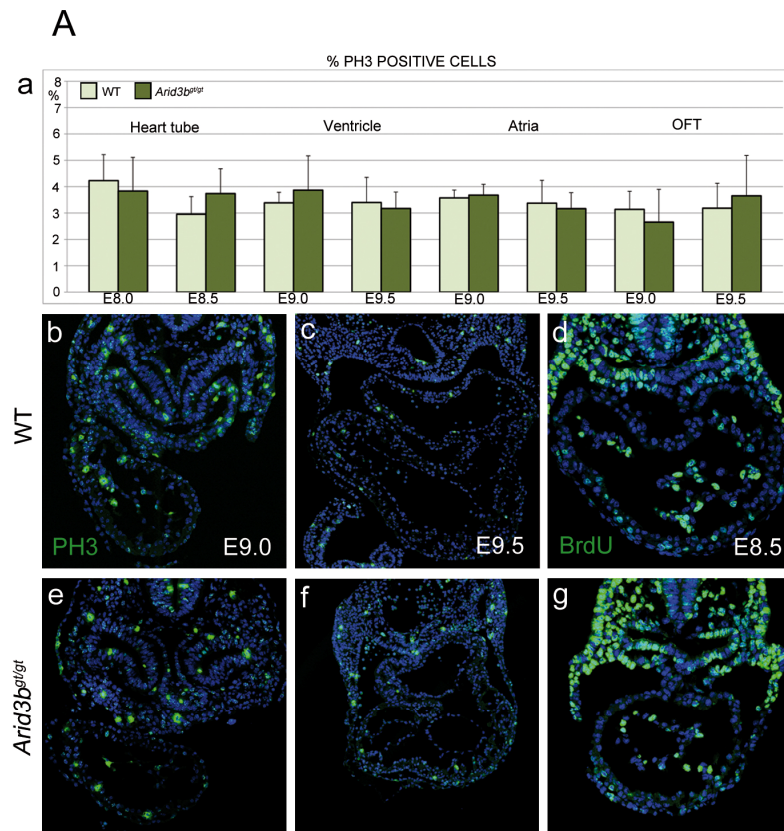 A
% PH3 POSITIVE CELLS
a
8
7
6
5
4
3
2
1
0
%
WT Arid3b^gt/gt
Heart tube Ventricle Atria OFT
E8.0 E8.5 E9.0 E9.5 E9.0 E9.5 E9.0 E9.5
WT
b
PH3
E9.0
c
E9.5
d
BrdU
E8.5
Arid3b^gt/gt
e
f
g